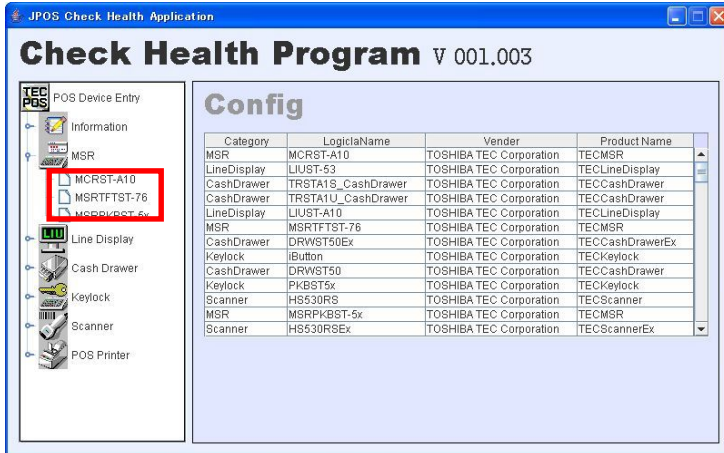 JPOS Check Health Application
Check Health Program V 001.003
TEC POS
POS Device Entry
Information
MSR
MCRST-A10
MSRTFTST-76
MSRPKBST-5x
LIU
Line Display
Cash Drawer
Keylock
Scanner
POS Printer
Config
Category LogiclaName Vender Product Name
MSR MCRST-A10 TOSHIBA TEC Corporation TECMSR
LineDisplay LIUST-53 TOSHIBA TEC Corporation TECLineDisplay
CashDrawer TRSTA1S_CashDrawer TOSHIBA TEC Corporation TECCashDrawer
CashDrawer TRSTA1U_CashDrawer TOSHIBA TEC Corporation TECCashDrawer
LineDisplay LIUST-A10 TOSHIBA TEC Corporation TECLineDisplay
MSR MSRTFTST-76 TOSHIBA TEC Corporation TECMSR
CashDrawer DRWST50Ex TOSHIBA TEC Corporation TECCashDrawerEx
Keylock iButton TOSHIBA TEC Corporation TECKeylock
CashDrawer DRWST50 TOSHIBA TEC Corporation TECCashDrawer
Keylock PKBST5x TOSHIBA TEC Corporation TECKeylock
Scanner HS530RS TOSHIBA TEC Corporation TECScanner
MSR MSRPKBST-5x TOSHIBA TEC Corporation TECMSR
Scanner HS530RSEx TOSHIBA TEC Corporation TECScannerEx